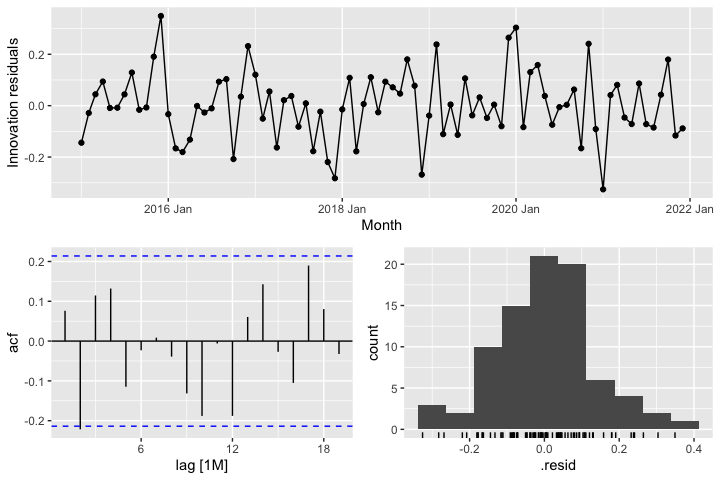 Innovation residuals
0.2
0.0
-0.2
2016 Jan
2018 Jan
2020 Jan
2022 Jan
Month
acf
0.2
0.1
0.0
-0.1
-0.2
6
12
18
lag [1M]
count
20
15
10
5
0
-0.2
0.0
0.2
0.4
.resid